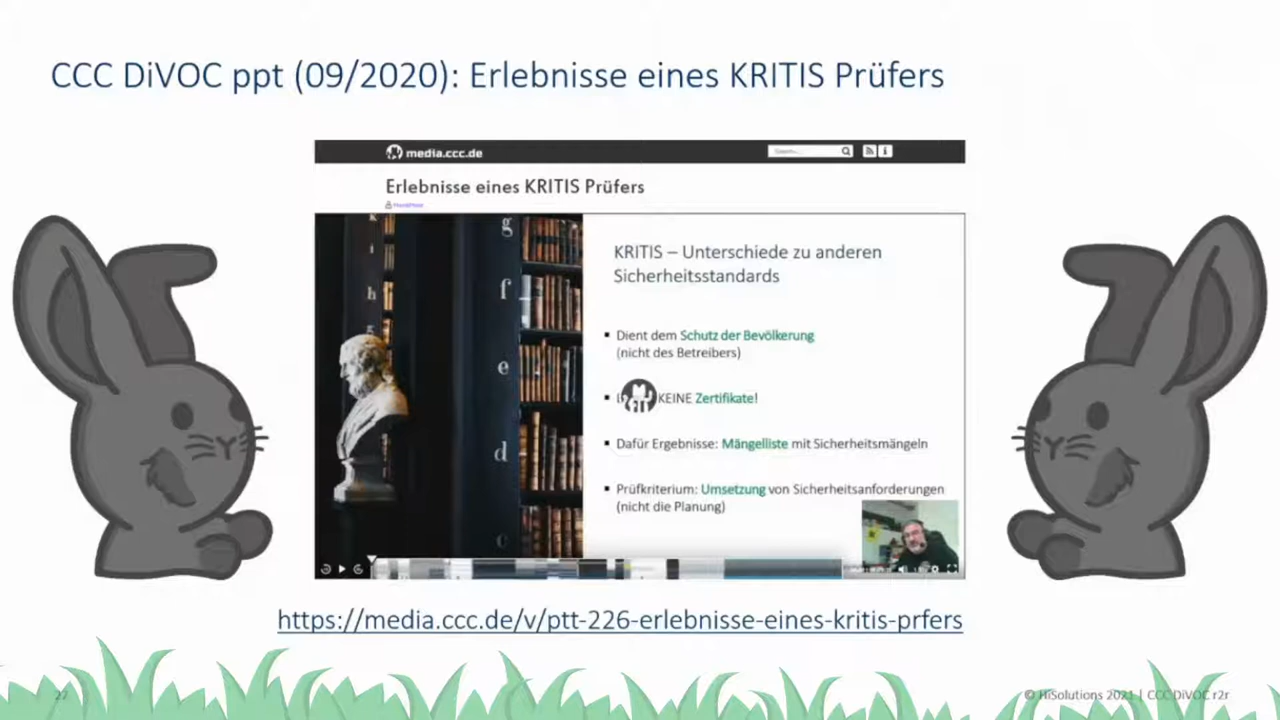 CCC DiVOC ppt (09/2020): Erlebnisse eines KRITIS Prüfers
media.ccc.de
Erlebnisse eines KRITIS Prüfers
k
i
h
g
g
f
e
d
c
KRITIS – Unterschiede zu anderen
Sicherheitsstandards
Dient dem Schutz der Bevölkerung
(nicht des Betreibers)
KEINE Zertifikate!
Dafür Ergebnisse: Mängelliste mit Sicherheitsmängeln
Prüfkriterium: Umsetzung von Sicherheitsanforderungen
(nicht die Planung)
https://media.ccc.de/v/ptt-226-erlebnisse-eines-kritis-prfers
© HiSolutions 2021 | CCC DiVOC r2r